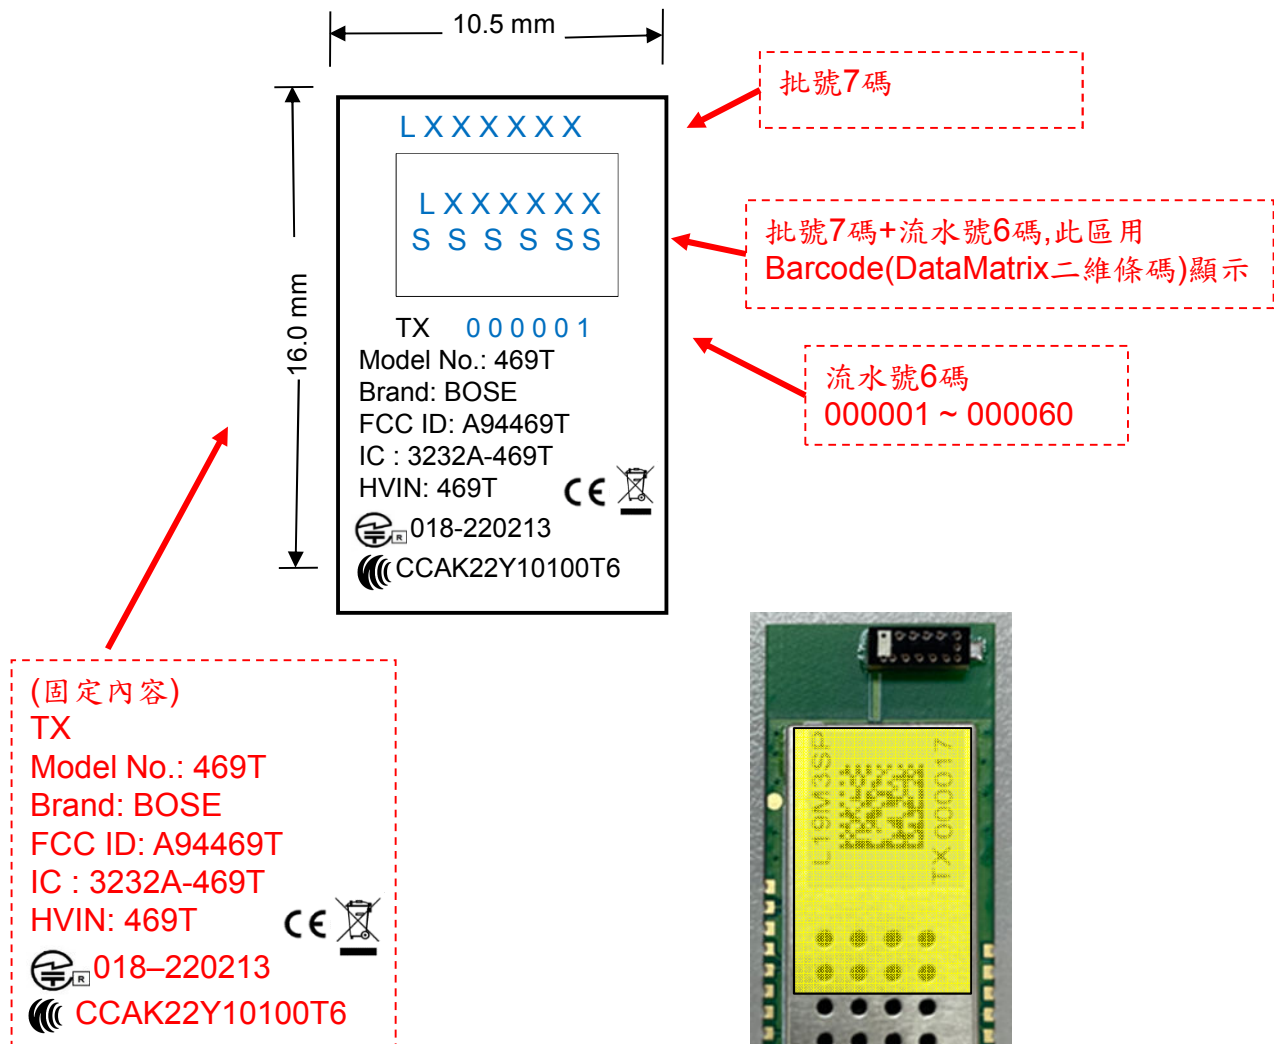 10.5 mm
16.0 mm
LXXXXXX
LXXXXXX
SSSSSS
TX 000001
Model No.: 469T
Brand: BOSE
FCC ID: A94469T
IC : 3232A-469T
HVIN: 469T
CE
R 018-220213
CCAK22Y10100T6
批號7碼
批號7碼+流水號6碼,此區用
Barcode(DataMatrix二維條碼)顯示
流水號6碼
000001 ~ 000060
(固定內容)
TX
Model No.: 469T
Brand: BOSE
FCC ID: A94469T
IC : 3232A-469T
HVIN: 469T
CE
R 018–220213
CCAK22Y10100T6
L19M3SP
TX 000017